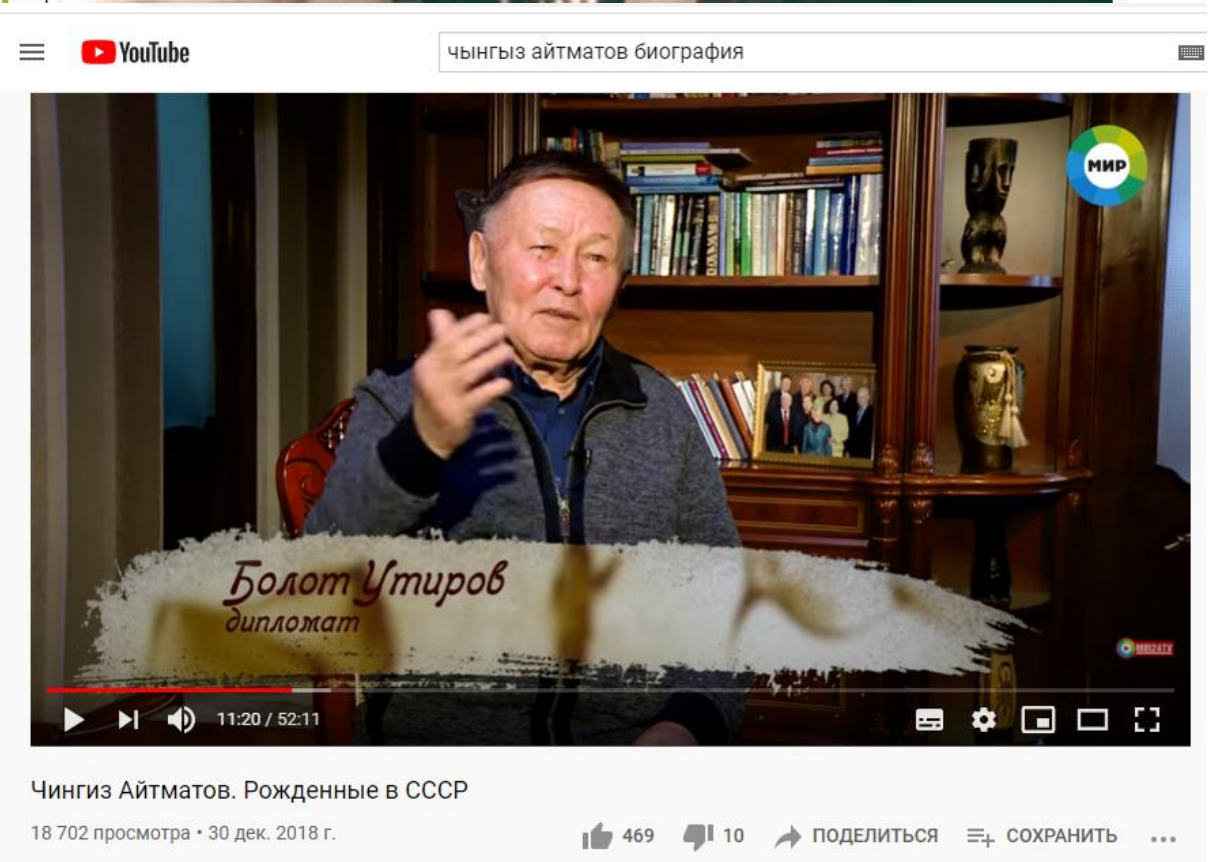 YouTube
чынгыз айтматов биография
МИР
Болот Утиров
дипломат
MIR24TV
11:20 / 52:11
Чингиз Айтматов. Рожденные в СССР
18 702 просмотра • 30 дек. 2018 г.
469
10
ПОДЕЛИТЬСЯ
СОХРАНИТЬ